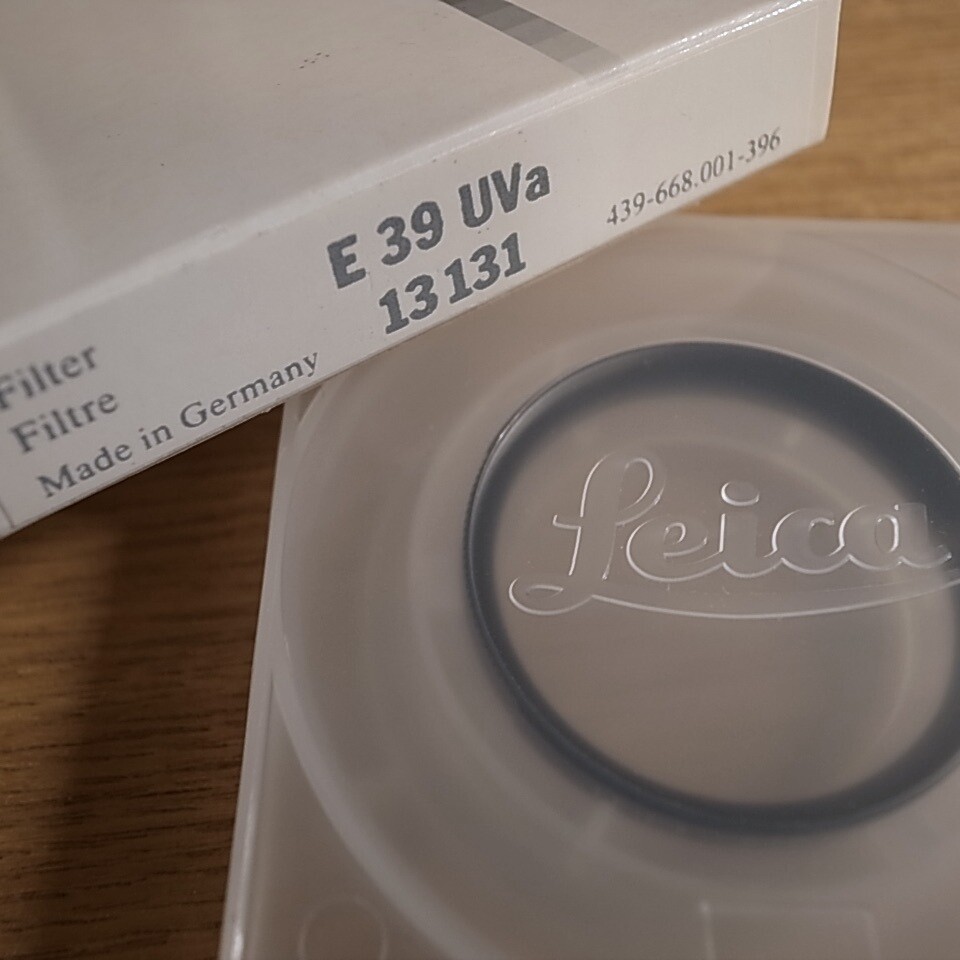 E 39 UVa
13131
439-668.001-396
Filter
Filtre
Made in Germany
Leica